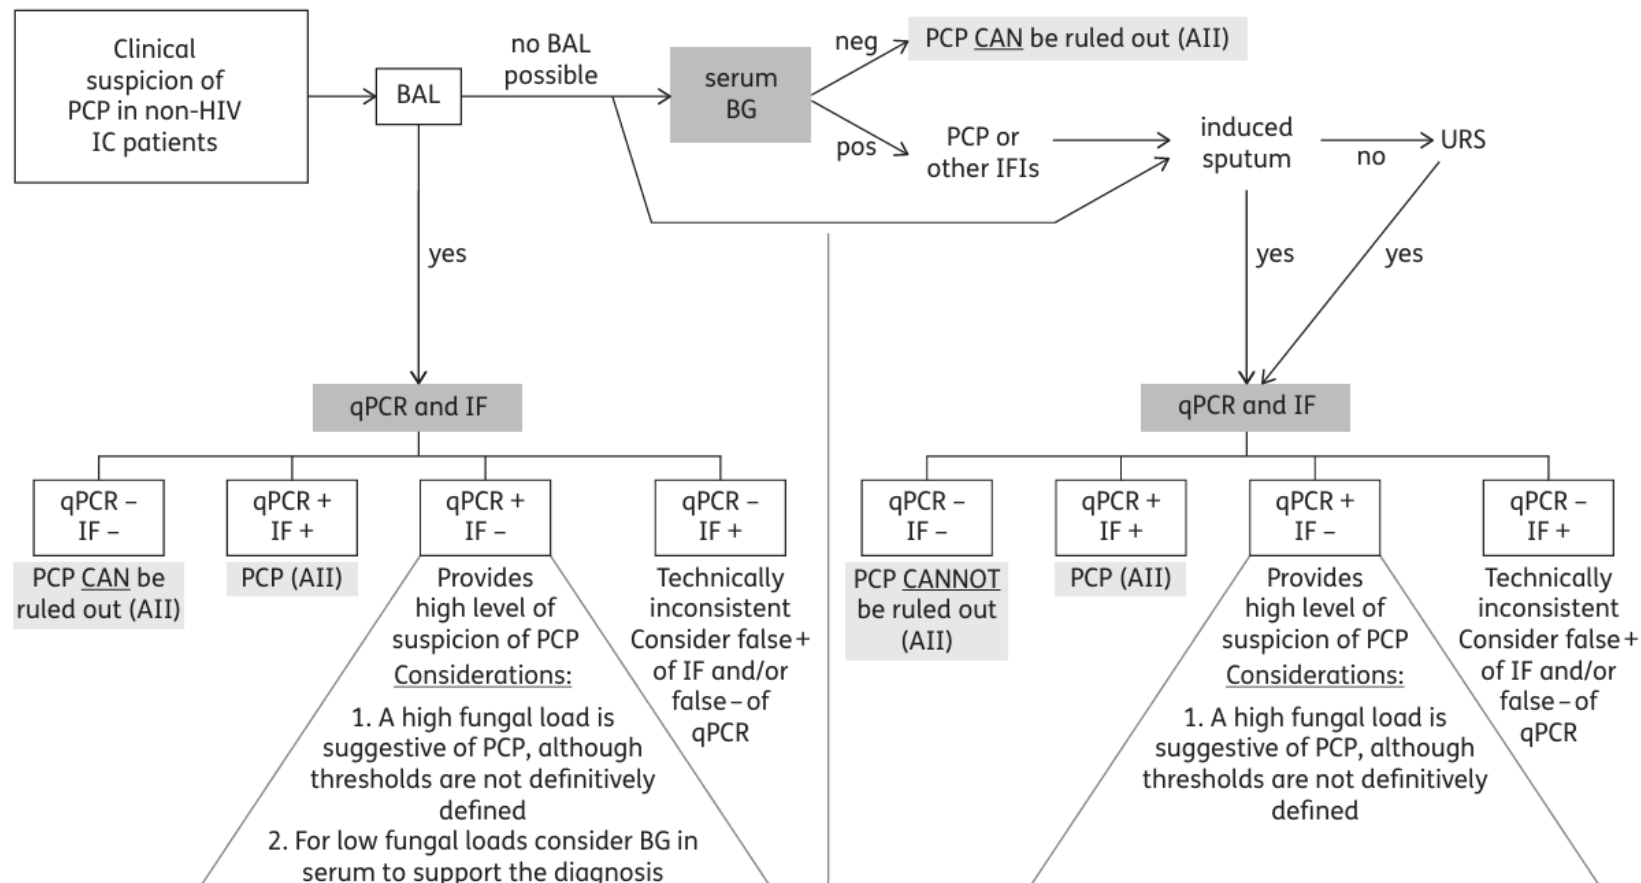 Clinical
suspicion of
PCP in non-HIV
IC patients
BAL
no BAL
possible
serum
BG
neg
PCP CAN be ruled out (AII)
pos
PCP or
other IFIs
induced
sputum
no
URS
yes
yes
yes
qPCR and IF
qPCR –
IF –
PCP CAN be
ruled out (AII)
qPCR +
IF +
PCP (AII)
qPCR +
IF –
Provides
high level of
suspicion of PCP
Considerations:
1. A high fungal load is
suggestive of PCP, although
thresholds are not definitively
defined
2. For low fungal loads consider BG in
serum to support the diagnosis
qPCR –
IF +
Technically
inconsistent
Consider false+
of IF and/or
false–of
qPCR
qPCR and IF
qPCR –
IF –
PCP CANNOT
be ruled out
(AII)
qPCR +
IF +
PCP (AII)
qPCR +
IF –
Provides
high level of
suspicion of PCP
Considerations:
1. A high fungal load is
suggestive of PCP, although
thresholds are not definitively
defined
qPCR –
IF +
Technically
inconsistent
Consider false+
of IF and/or
false–of
qPCR